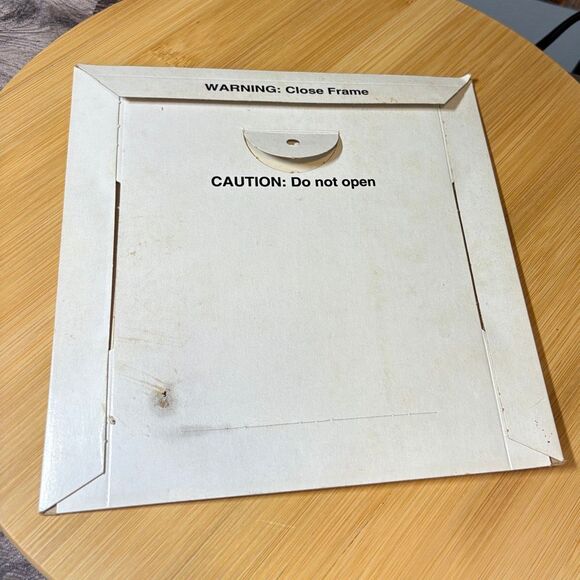 WARNING: Close Frame
CAUTION: Do not open